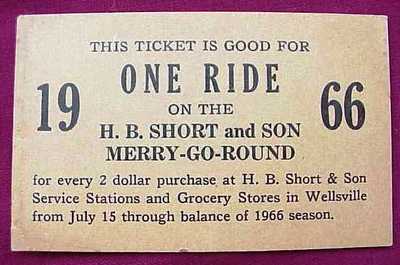 THIS TICKET IS GOOD FOR
19 ONE RIDE 66
ON THE
H. B. SHORT and SON
MERRY-GO-ROUND
for every 2 dollar purchase at H. B. Short & Son
Service Stations and Grocery Stores in Wellsville
from July 15 through balance of 1966 season.